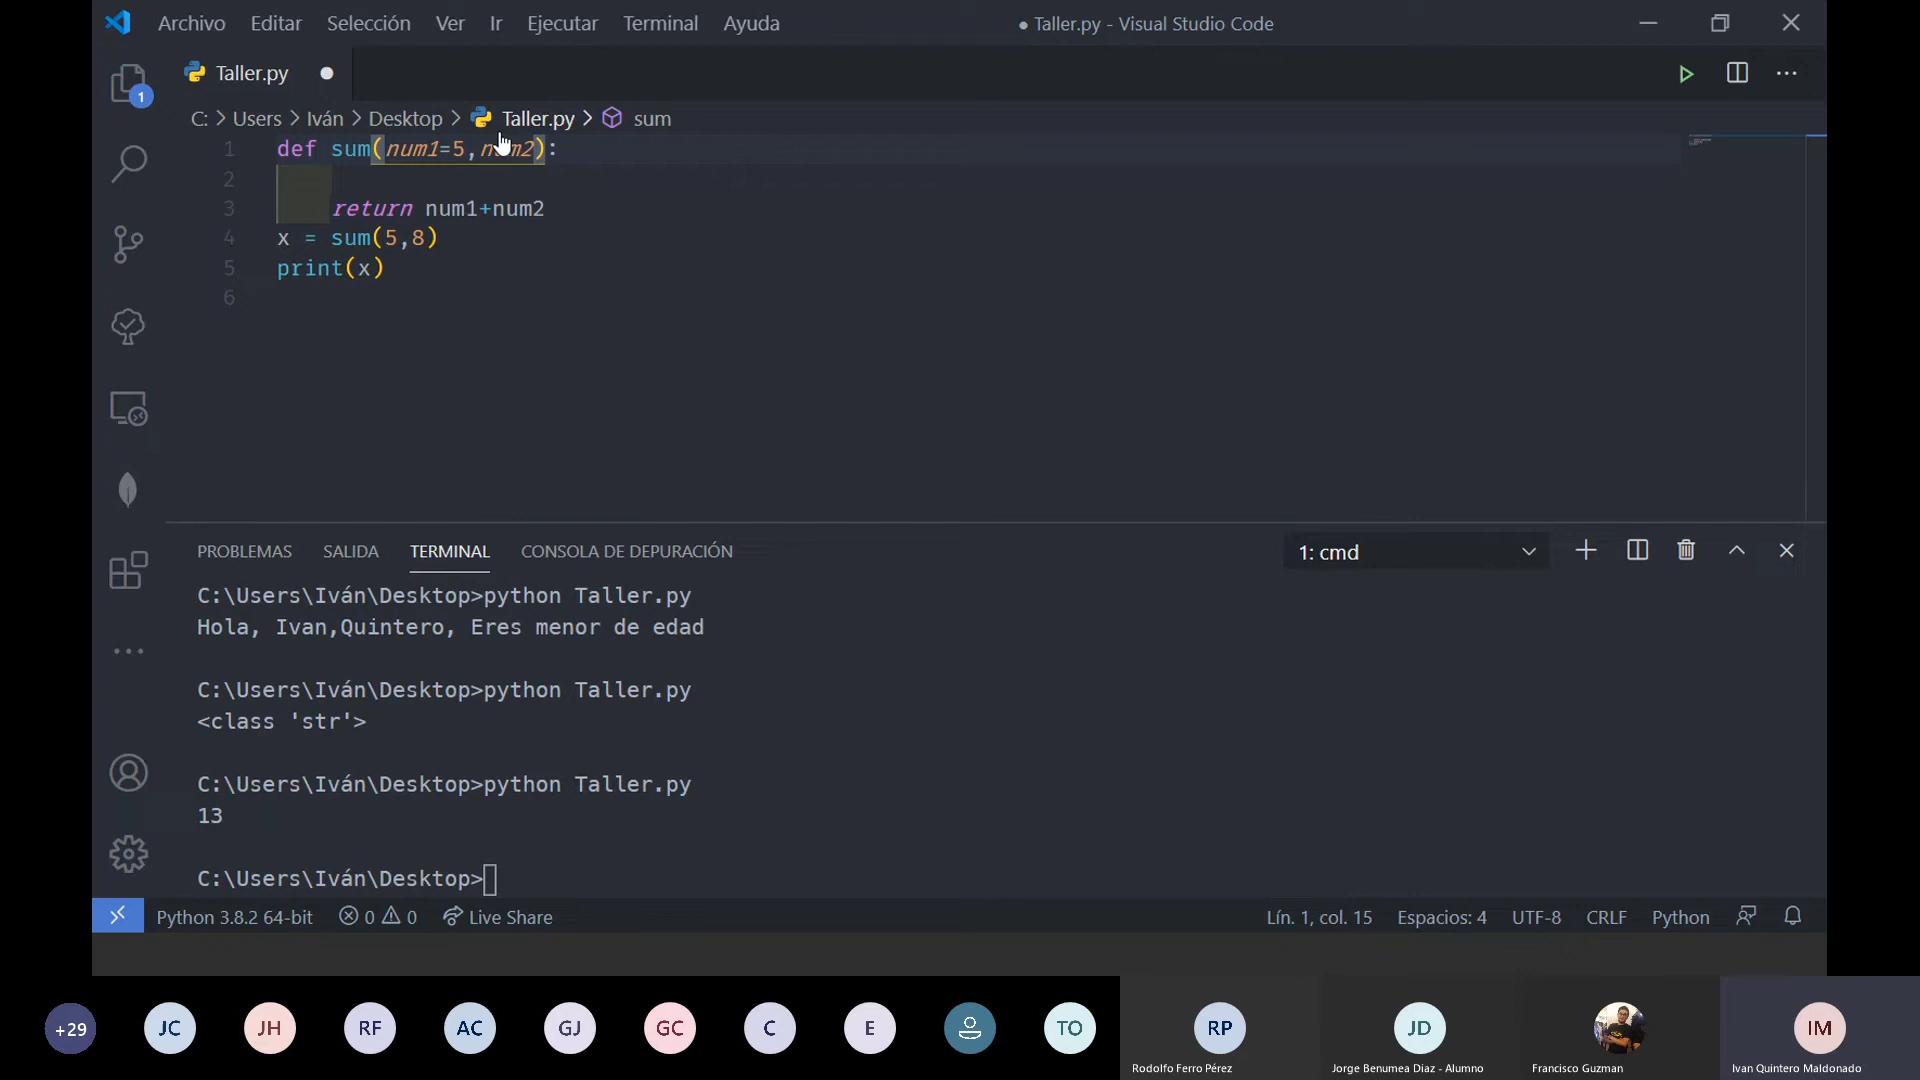 Archivo Editar Selección Ver Ir Ejecutar Terminal Ayuda
● Taller.py - Visual Studio Code
Taller.py
1
C: > Users > Iván > Desktop > Taller.py > sum
1 def sum(num1=5,num2):
2
3 return num1+num2
4 x = sum(5,8)
5 print(x)
6
PROBLEMAS SALIDA TERMINAL CONSOLA DE DEPURACIÓN
1: cmd
C:\Users\Iván\Desktop>python Taller.py
Hola, Ivan,Quintero, Eres menor de edad
C:\Users\Iván\Desktop>python Taller.py
<class 'str'>
C:\Users\Iván\Desktop>python Taller.py
13
C:\Users\Iván\Desktop>
Python 3.8.2 64-bit 0 0 Live Share
Lín. 1, col. 15 Espacios: 4 UTF-8 CRLF Python
+29 JC JH RF AC GJ GC C E TO RP JD IM
Rodolfo Ferro Pérez Jorge Benumea Diaz - Alumno Francisco Guzman Ivan Quintero Maldonado